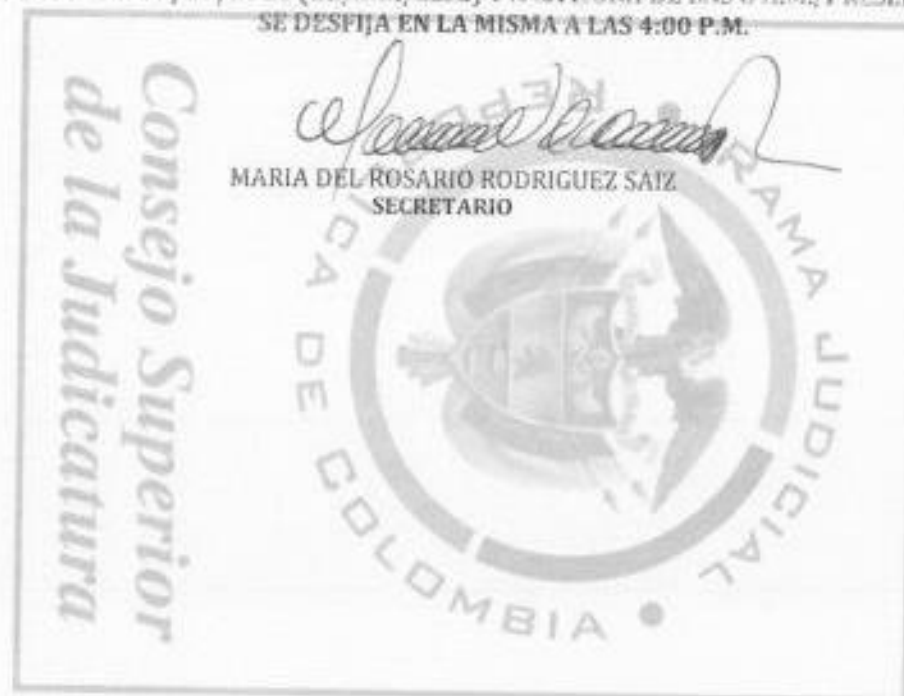 SE DESFIJA EN LA MISMA A LAS 4:00 P.M.
MARIA DEL ROSARIO RODRIGUEZ SAIZ
SECRETARIO
Consejo Superior
de la Judicatura
RAMA JUDICIAL
REPÚBLICA DE COLOMBIA